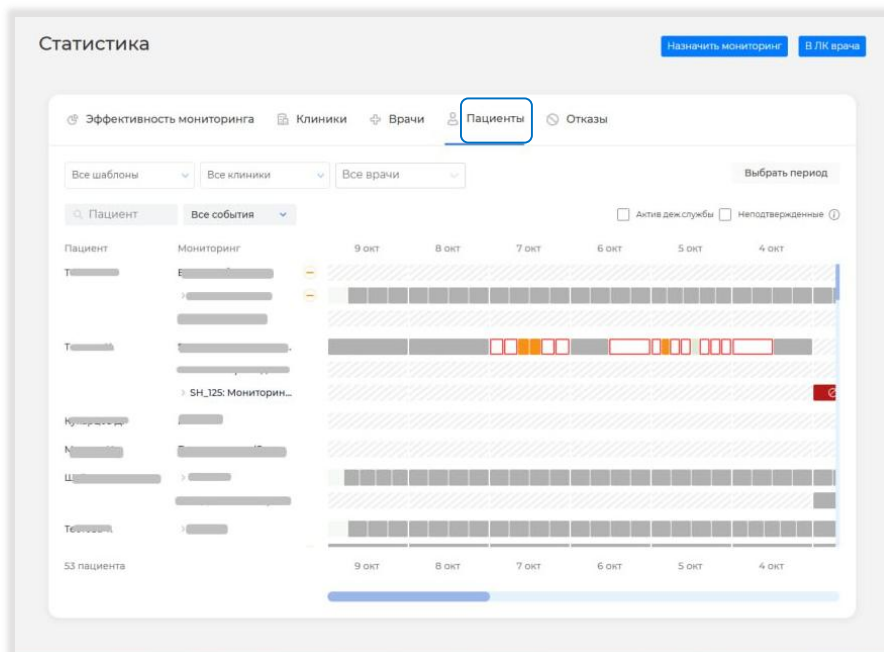 Статистика
Назначить мониторинг В ЛК врача
Эффективность мониторинга Клиники Врачи Пациенты Отказы
Все шаблоны Все клиники Все врачи Выбрать период
Пациент Все события Актив деж.службы Неподтвержденные
Пациент Мониторинг 9 окт 8 окт 7 окт 6 окт 5 окт 4 окт
SH_125: Мониторин...
53 пациента 9 окт 8 окт 7 окт 6 окт 5 окт 4 окт